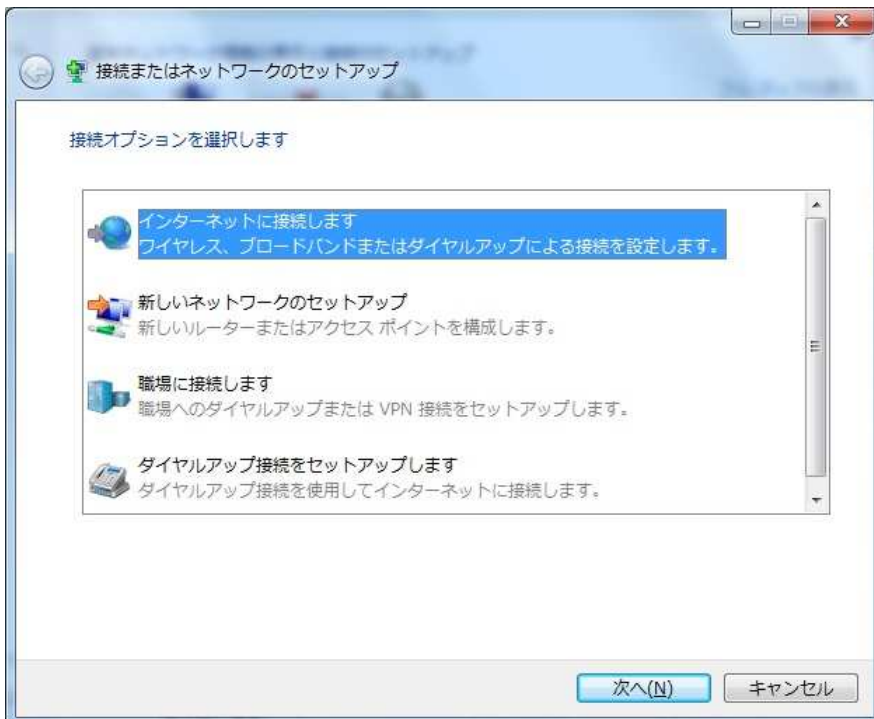 接続またはネットワークのセットアップ
接続オプションを選択します
インターネットに接続します
ワイヤレス、ブロードバンドまたはダイヤルアップによる接続を設定します。
新しいネットワークのセットアップ
新しいルーターまたはアクセス ポイントを構成します。
職場に接続します
職場へのダイヤルアップまたは VPN 接続をセットアップします。
ダイヤルアップ接続をセットアップします
ダイヤルアップ接続を使用してインターネットに接続します。
次へ(N)
キャンセル